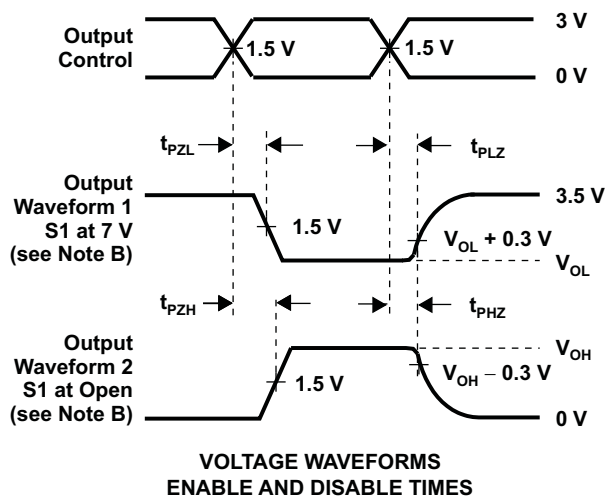 Output
Control
1.5 V
1.5 V
3 V
0 V
tPZL
tPLZ
Output
Waveform 1
S1 at 7 V
(see Note B)
1.5 V
3.5 V
VOL + 0.3 V
VOL
tPZH
tPHZ
Output
Waveform 2
S1 at Open
(see Note B)
1.5 V
VOH
VOH − 0.3 V
0 V
VOLTAGE WAVEFORMS
ENABLE AND DISABLE TIMES